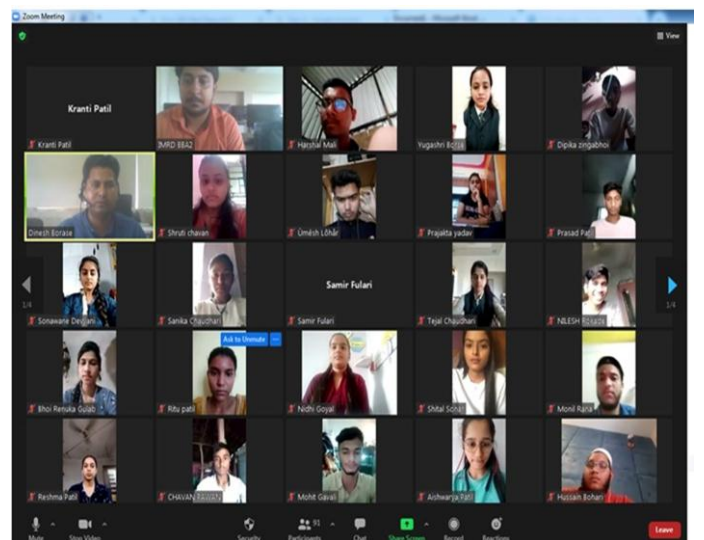 Zoom Meeting
View
Kranti Patil
Kranti Patil
IMRD BBA2
Harshal Mali
Yugashri Borse
Dipika zingabhoi
Dinesh Borase
Shruti chavan
Umesh Lohar
Prajakta yadav
Prasad Patil
1/4
Samir Fulari
1/4
Sonawane Devyani
Sanika Chaudhari
Samir Fulari
Tejal Chaudhari
NILESH Rokade
Ask to Unmute
Bhoi Renuka Gulab
Ritu patil
Nidhi Goyal
Shital
Monil Rana
Reshma Patil
CHAVAN
Mohit Gavali
Aishwarya Patil
Hussain Bohari
91
Leave
Mute
Stop Video
Security
Participants
Chat
Share Screen
Record
Reactions